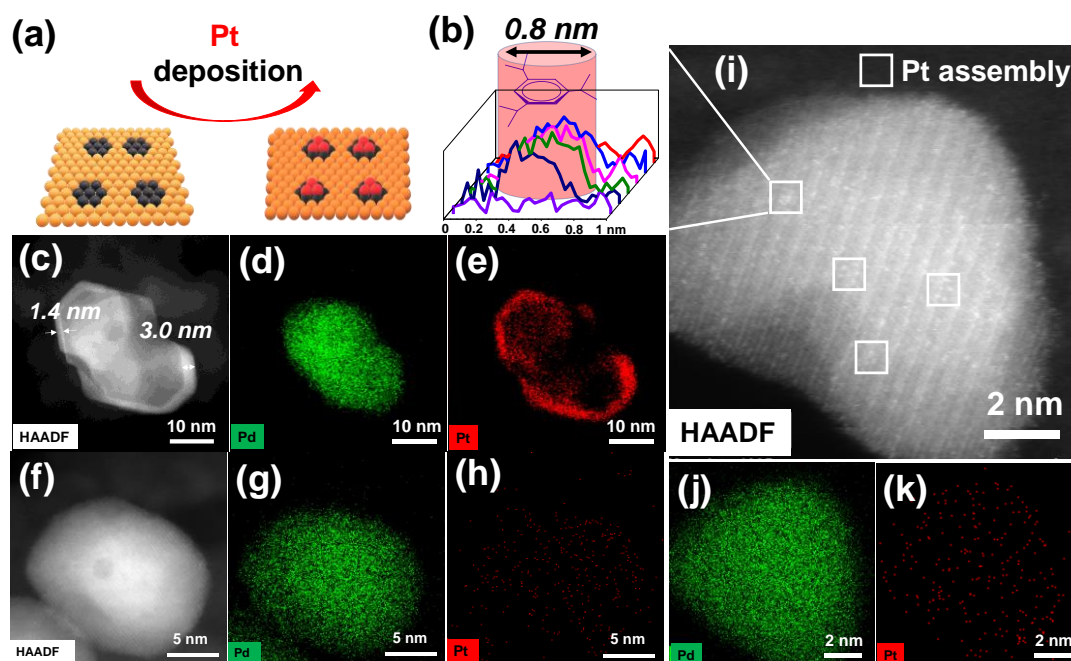 (a)
Pt
deposition
(b)
0.8 nm
0 0.2 0.4 0.6 0.8 1 nm
(c)
1.4 nm
3.0 nm
HAADF
10 nm
(d)
Pd
10 nm
(e)
Pt
10 nm
(f)
HAADF
5 nm
(g)
Pd
5 nm
(h)
Pt
5 nm
(i)
Pt assembly
HAADF
2 nm
(j)
Pd
2 nm
(k)
Pt
2 nm